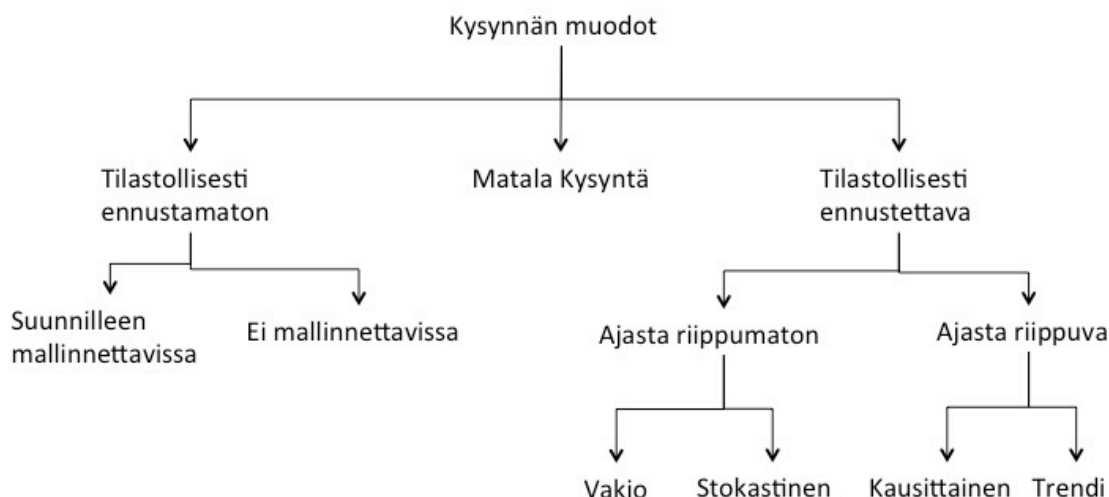 Kysynnän muodot
Tilastollisesti
ennustamaton
Matala Kysyntä
Tilastollisesti
ennustettava
Suunnilleen
mallinnettavissa
Ei mallinnettavissa
Ajasta riippumaton
Ajasta riippuva
Vakio
Stokastinen
Kausittainen
Trendi